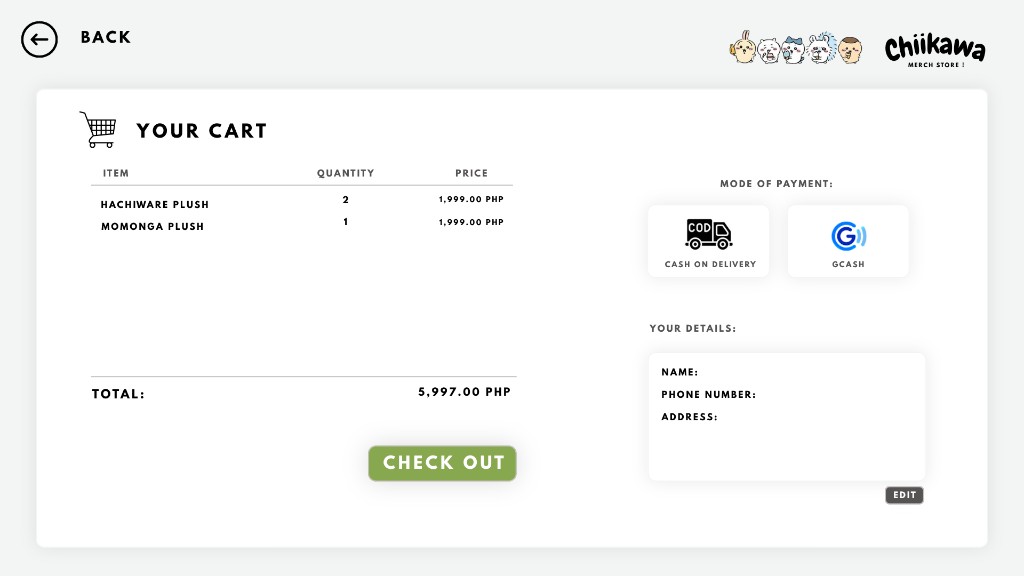 BACK
Chiikawa
MERCH STORE !
YOUR CART
ITEM QUANTITY PRICE
HACHIWARE PLUSH 2 1,999.00 PHP
MOMONGA PLUSH 1 1,999.00 PHP
TOTAL: 5,997.00 PHP
CHECK OUT
MODE OF PAYMENT:
COD
CASH ON DELIVERY
G
GCASH
YOUR DETAILS:
NAME:
PHONE NUMBER:
ADDRESS:
EDIT